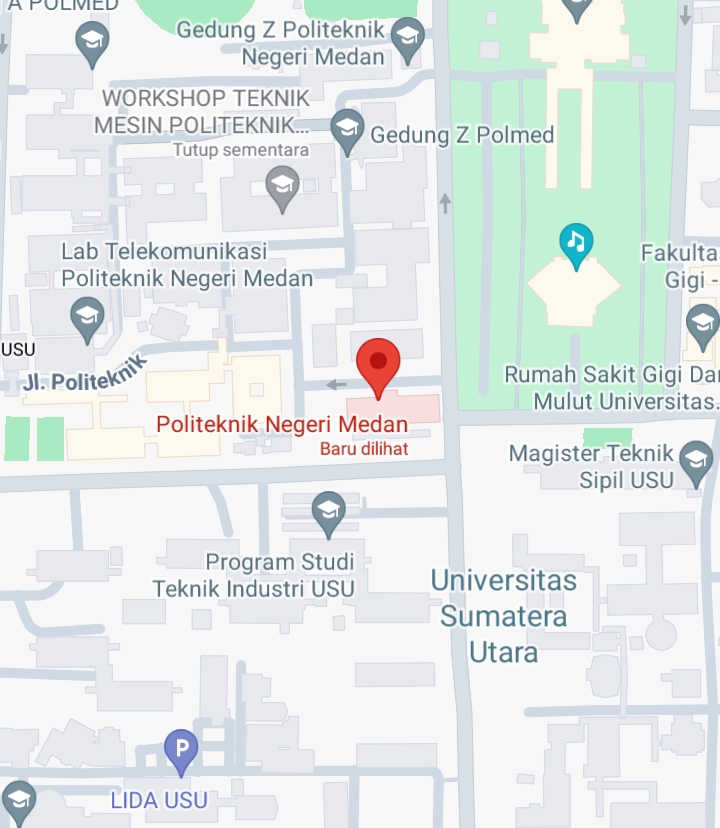 A POLMED
Gedung Z Politeknik
Negeri Medan
WORKSHOP TEKNIK
MESIN POLITEKNIK...
Tutup sementara
Gedung Z Polmed
Lab Telekomunikasi
Politeknik Negeri Medan
Fakulta
Gigi -
USU
Jl. Politeknik
Rumah Sakit Gigi Dan
Mulut Universitas...
Politeknik Negeri Medan
Baru dilihat
Magister Teknik
Sipil USU
Program Studi
Teknik Industri USU
Universitas
Sumatera
Utara
P
LIDA USU